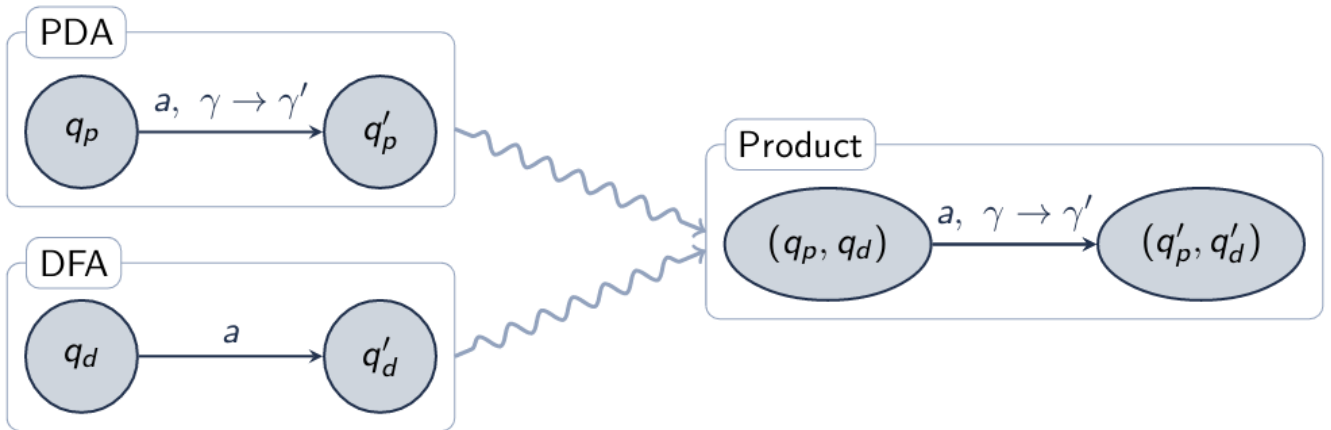 PDA
q_p
a, γ → γ′
q′_p
DFA
q_d
a
q′_d
Product
(q_p, q_d)
a, γ → γ′
(q′_p, q′_d)